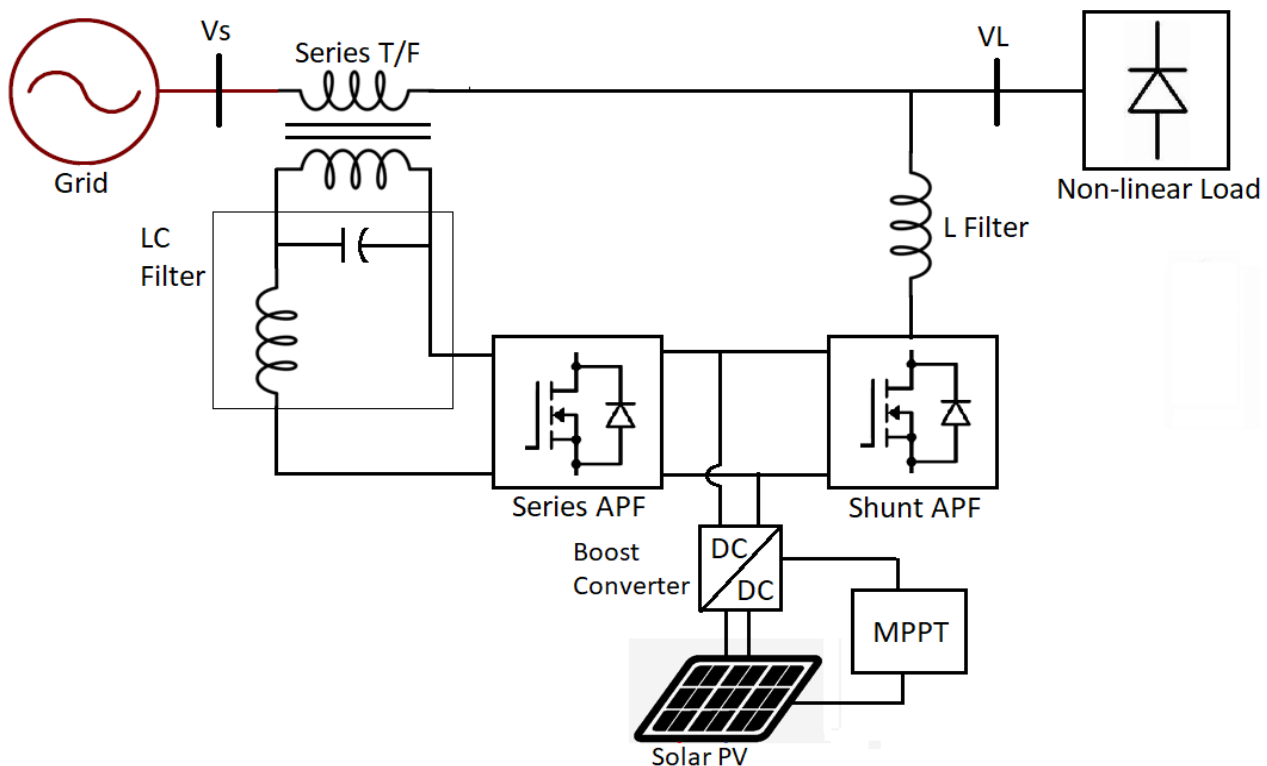 Vs
Series T/F
VL
Grid
Non-linear Load
LC
Filter
L Filter
Series APF
Shunt APF
Boost
Converter
DC
DC
MPPT
Solar PV